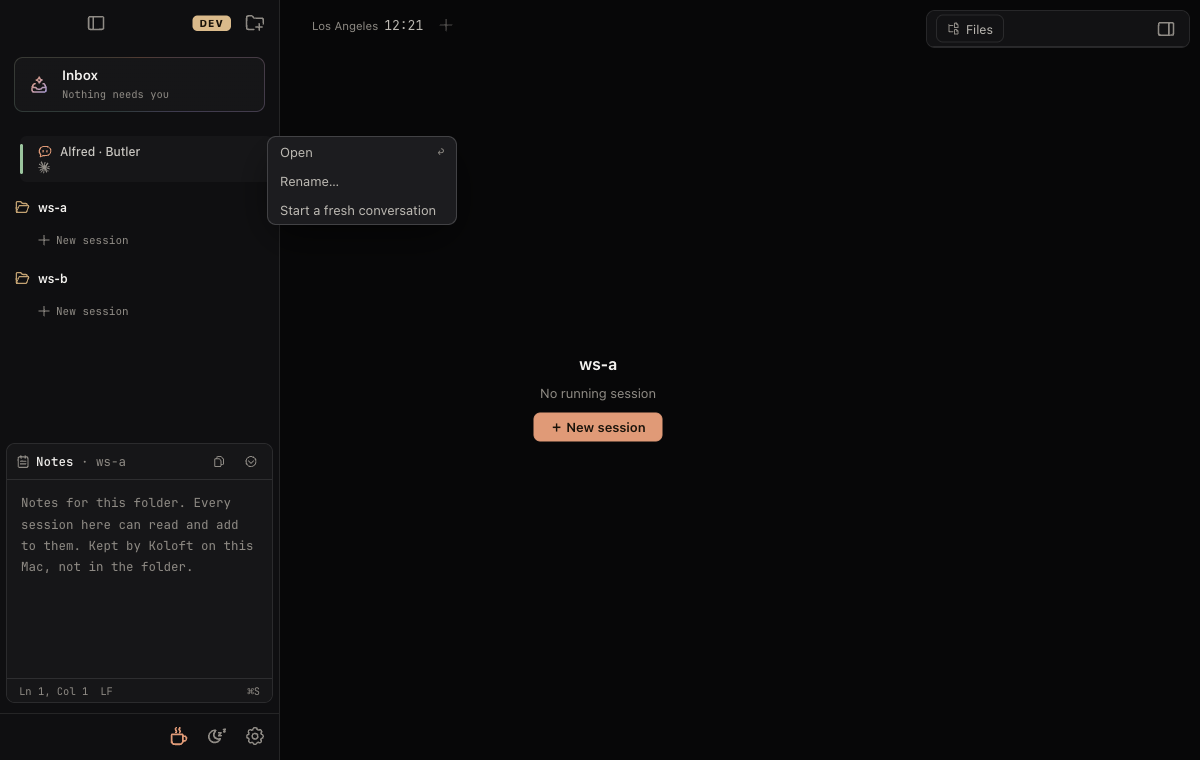 DEV
Los Angeles 12:21
Files
Inbox
Nothing needs you
Alfred · Butler
Open
Rename...
Start a fresh conversation
ws-a
New session
ws-b
New session
ws-a
No running session
+ New session
Notes · ws-a
Notes for this folder. Every
session here can read and add
to them. Kept by Koloft on this
Mac, not in the folder.
Ln 1, Col 1 LF
⌘S